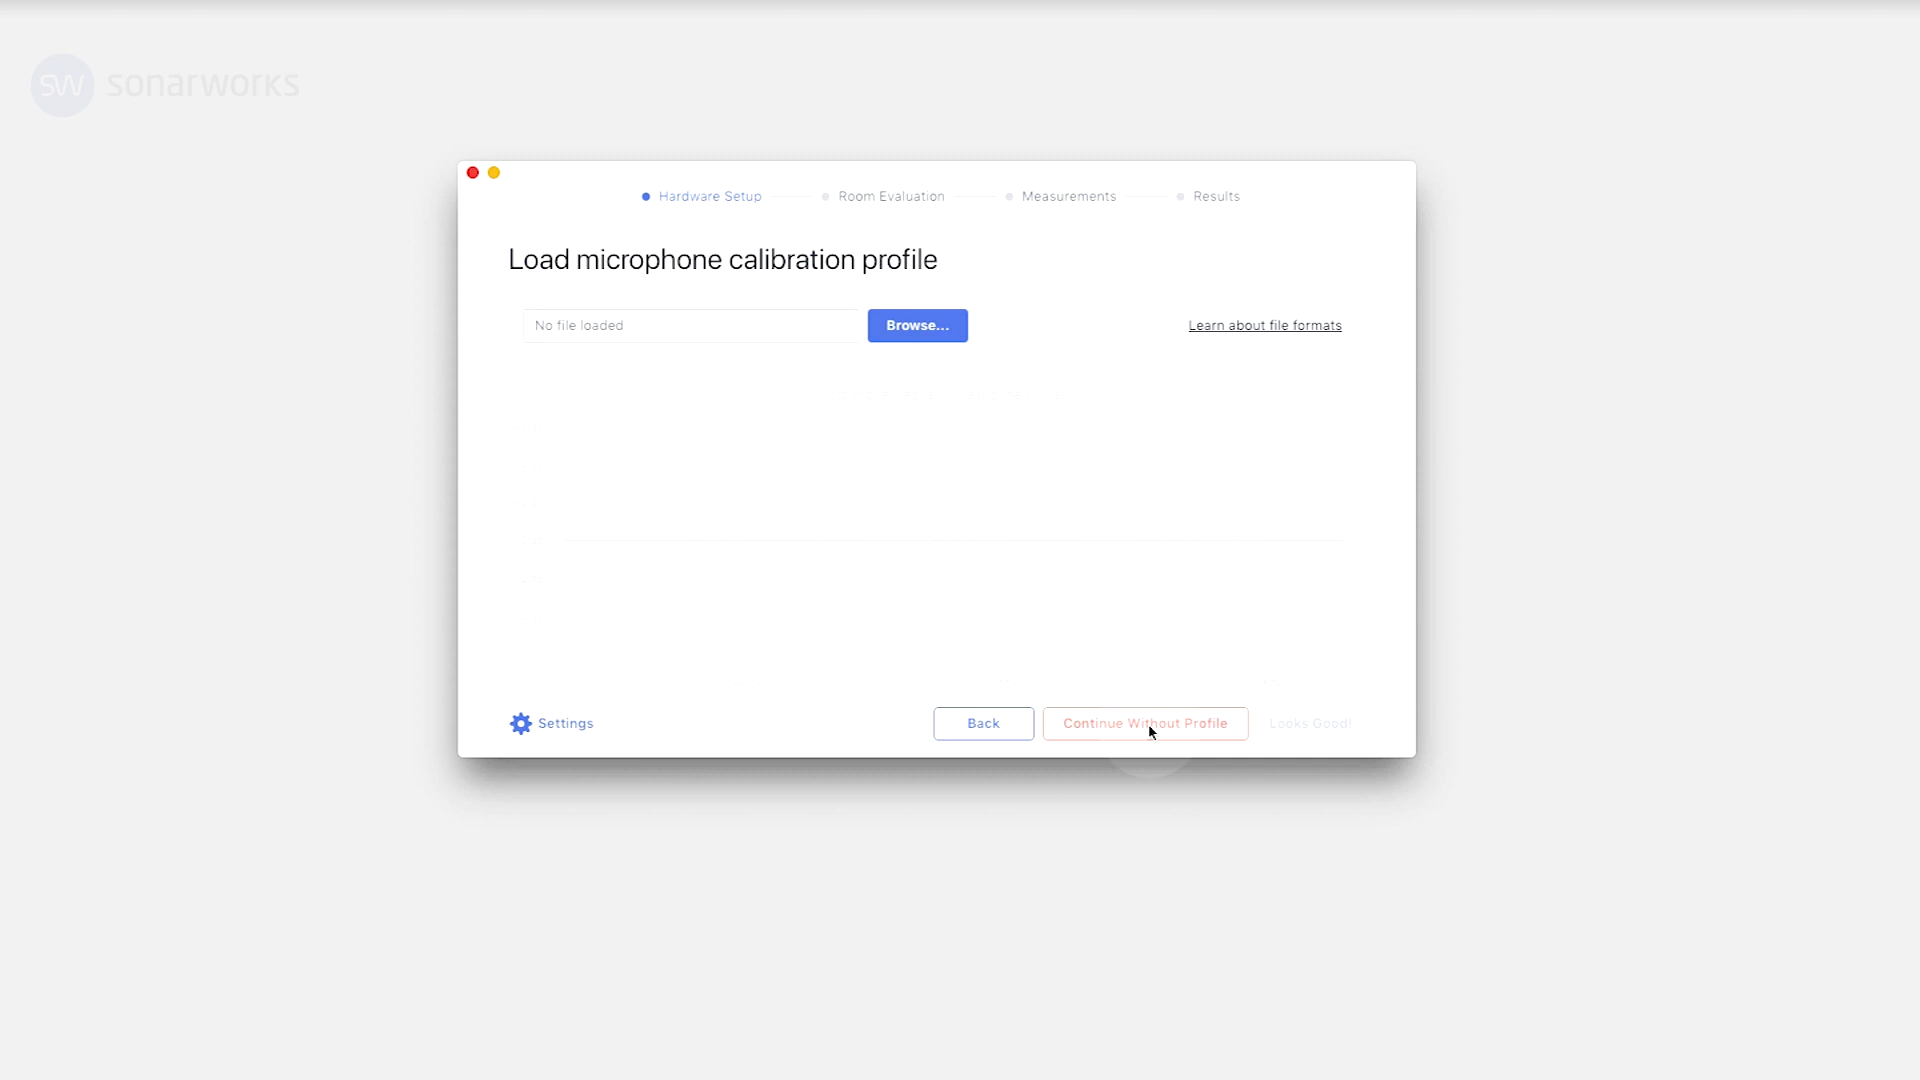 SW sonarworks
Hardware Setup
Room Evaluation
Measurements
Results
Load microphone calibration profile
No file loaded
Browse...
Learn about file formats
Settings
Back
Continue Without Profile
Looks Good!